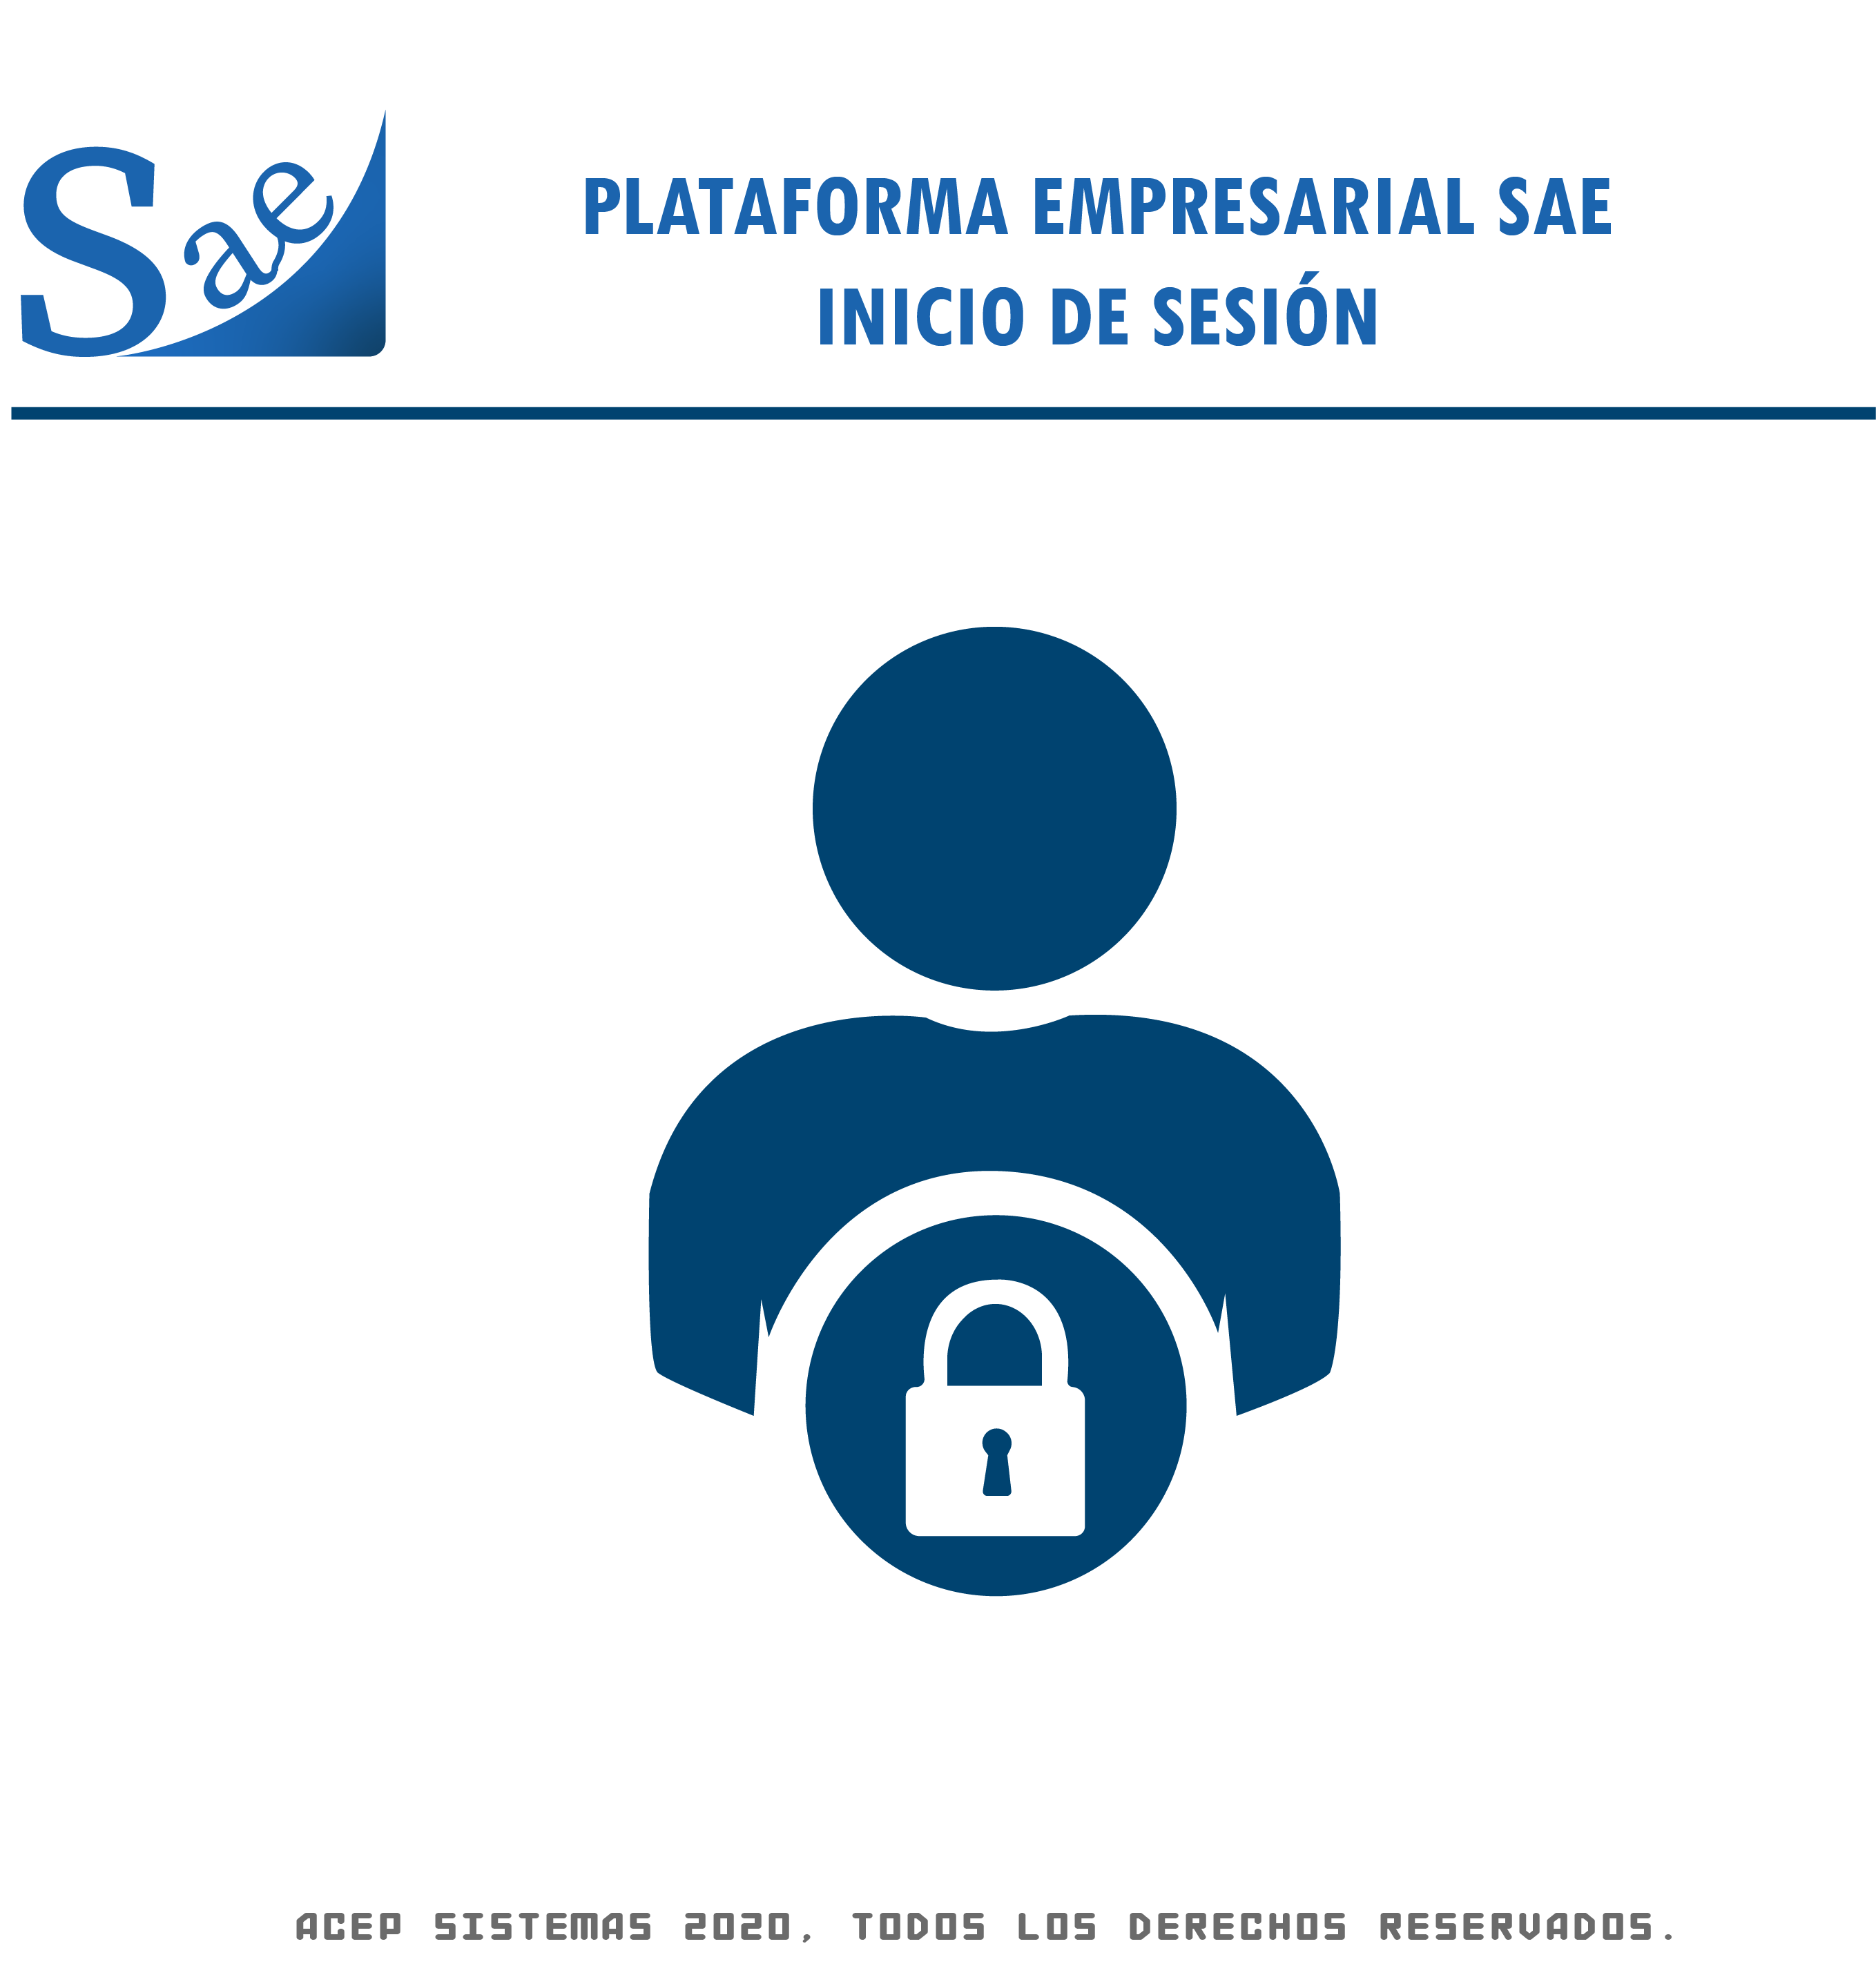 Sae
PLATAFORMA EMPRESARIAL SAE
INICIO DE SESIÓN
ACEP SISTEMAS 2020, TODOS LOS DERECHOS RESERVADOS.